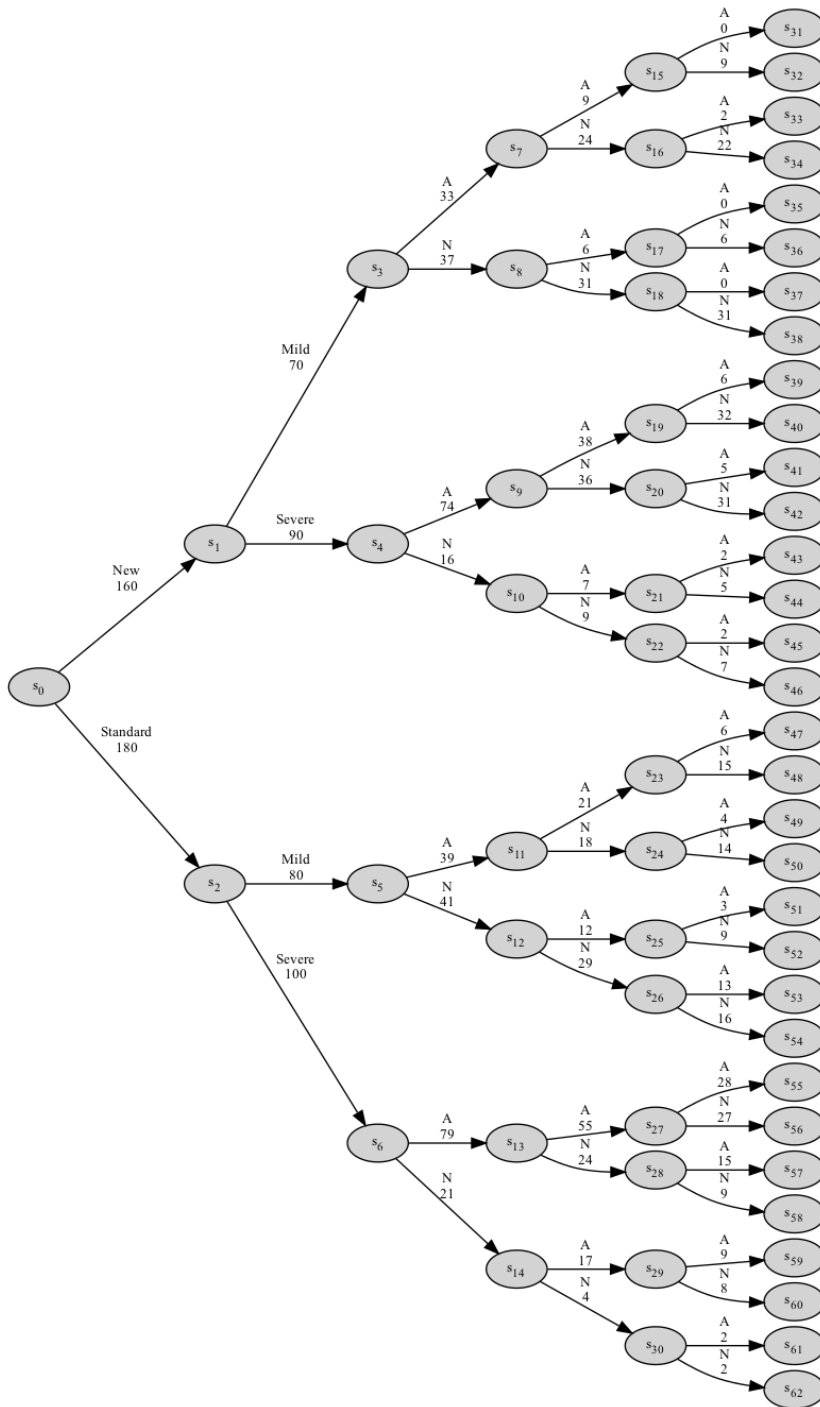 A
0
s31
s15
N
9
s32
A
9
A
2
s33
s7
N
24
s16
N
22
s34
A
33
A
0
s35
A
6
s17
N
6
s36
s3
N
37
s8
N
31
s18
A
0
s37
N
31
s38
Mild
70
A
6
s39
s19
N
32
s40
A
38
A
5
s41
A
74
s9
N
36
s20
N
31
s42
s1
Severe
90
s4
A
2
s43
N
16
s10
A
7
s21
N
5
s44
New
160
N
9
s22
A
2
s45
N
7
s46
s0
A
6
s47
Standard
180
s23
N
15
s48
A
21
A
4
s49
A
39
s11
N
18
s24
N
14
s50
s2
Mild
80
s5
A
3
s51
N
41
s12
A
12
s25
N
9
s52
N
29
s26
A
13
s53
N
16
s54
Severe
100
A
28
s55
A
55
s27
N
27
s56
s6
A
79
s13
N
24
s28
A
15
s57
N
9
s58
N
21
A
9
s59
s14
A
17
s29
N
8
s60
N
4
s30
A
2
s61
N
2
s62